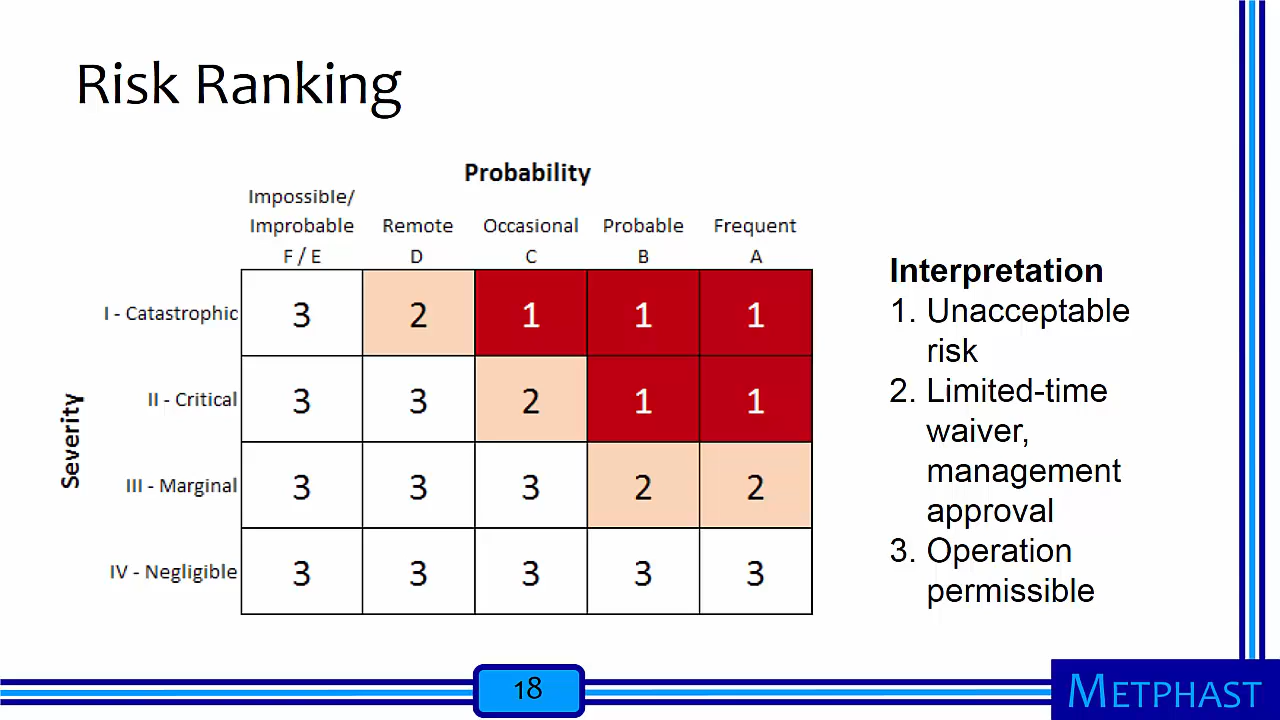 Risk Ranking
Probability
Impossible/
Improbable Remote Occasional Probable Frequent
F / E D C B A
I - Catastrophic 3 2 1 1 1
II - Critical 3 3 2 1 1
III - Marginal 3 3 3 2 2
IV - Negligible 3 3 3 3 3
Severity
Interpretation
1. Unacceptable
risk
2. Limited-time
waiver,
management
approval
3. Operation
permissible
18
METPHAST